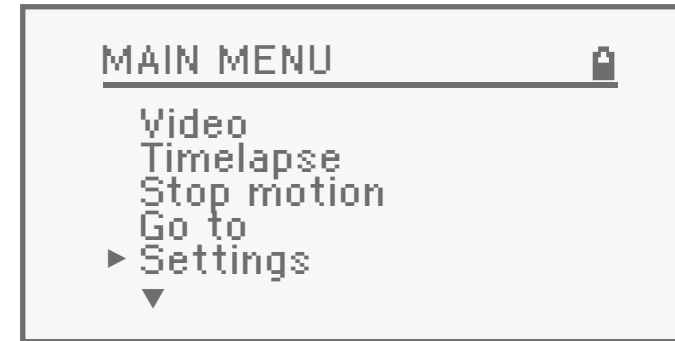 MAIN MENU
Video
Timelapse
Stop motion
Go to
Settings